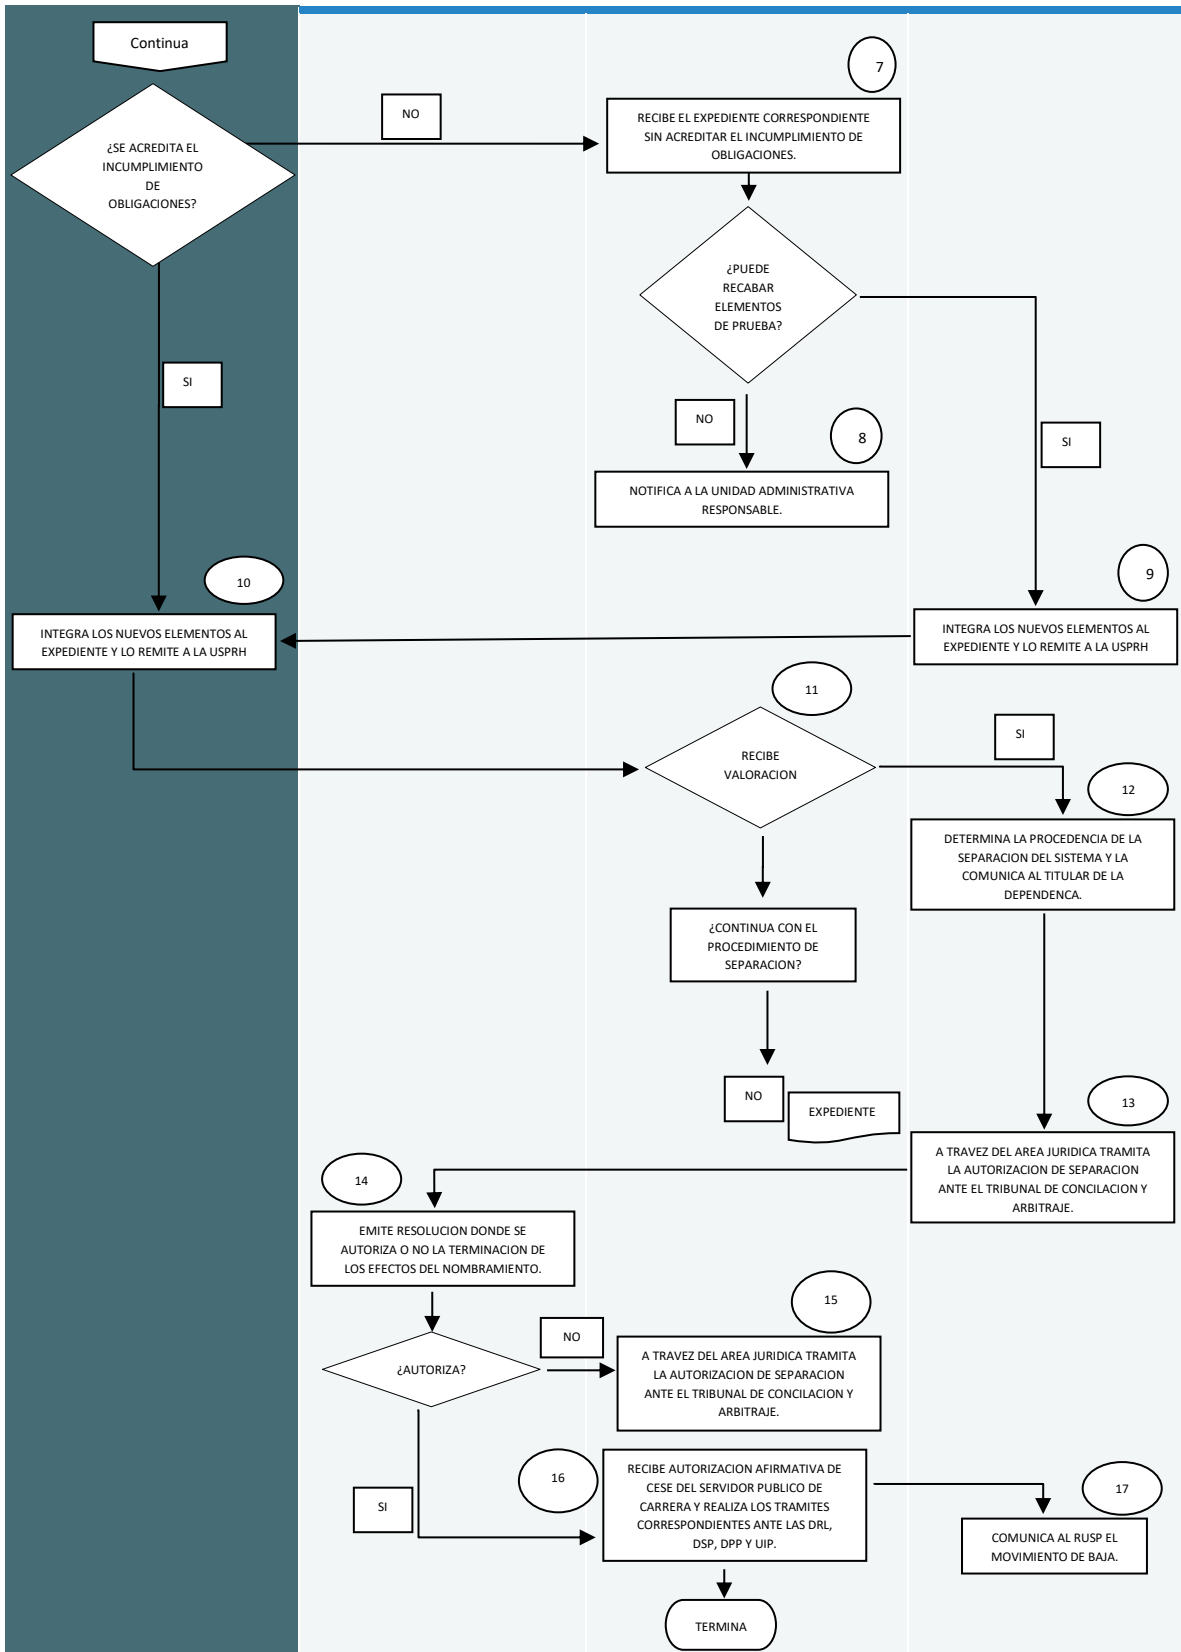 Continua
¿SE ACREDITA EL
INCUMPLIMIENTO
DE
OBLIGACIONES?
NO
7
RECIBE EL EXPEDIENTE CORRESPONDIENTE
SIN ACREDITAR EL INCUMPLIMIENTO DE
OBLIGACIONES.
¿PUEDE
RECABAR
ELEMENTOS
DE PRUEBA?
SI
NO
8
SI
NOTIFICA A LA UNIDAD ADMINISTRATIVA
RESPONSABLE.
10
9
INTEGRA LOS NUEVOS ELEMENTOS AL
EXPEDIENTE Y LO REMITE A LA USPRH
INTEGRA LOS NUEVOS ELEMENTOS AL
EXPEDIENTE Y LO REMITE A LA USPRH
11
RECIBE
VALORACION
SI
12
DETERMINA LA PROCEDENCIA DE LA
SEPARACION DEL SISTEMA Y LA
COMUNICA AL TITULAR DE LA
DEPENDENCA.
¿CONTINUA CON EL
PROCEDIMIENTO DE
SEPARACION?
NO
EXPEDIENTE
13
A TRAVEZ DEL AREA JURIDICA TRAMITA
LA AUTORIZACION DE SEPARACION
ANTE EL TRIBUNAL DE CONCILACION Y
ARBITRAJE.
14
EMITE RESOLUCION DONDE SE
AUTORIZA O NO LA TERMINACION DE
LOS EFECTOS DEL NOMBRAMIENTO.
15
¿AUTORIZA?
NO
A TRAVEZ DEL AREA JURIDICA TRAMITA
LA AUTORIZACION DE SEPARACION
ANTE EL TRIBUNAL DE CONCILACION Y
ARBITRAJE.
SI
16
RECIBE AUTORIZACION AFIRMATIVA DE
CESE DEL SERVIDOR PUBLICO DE
CARRERA Y REALIZA LOS TRAMITES
CORRESPONDIENTES ANTE LAS DRL,
DSP, DPP Y UIP.
17
COMUNICA AL RUSP EL
MOVIMIENTO DE BAJA.
TERMINA